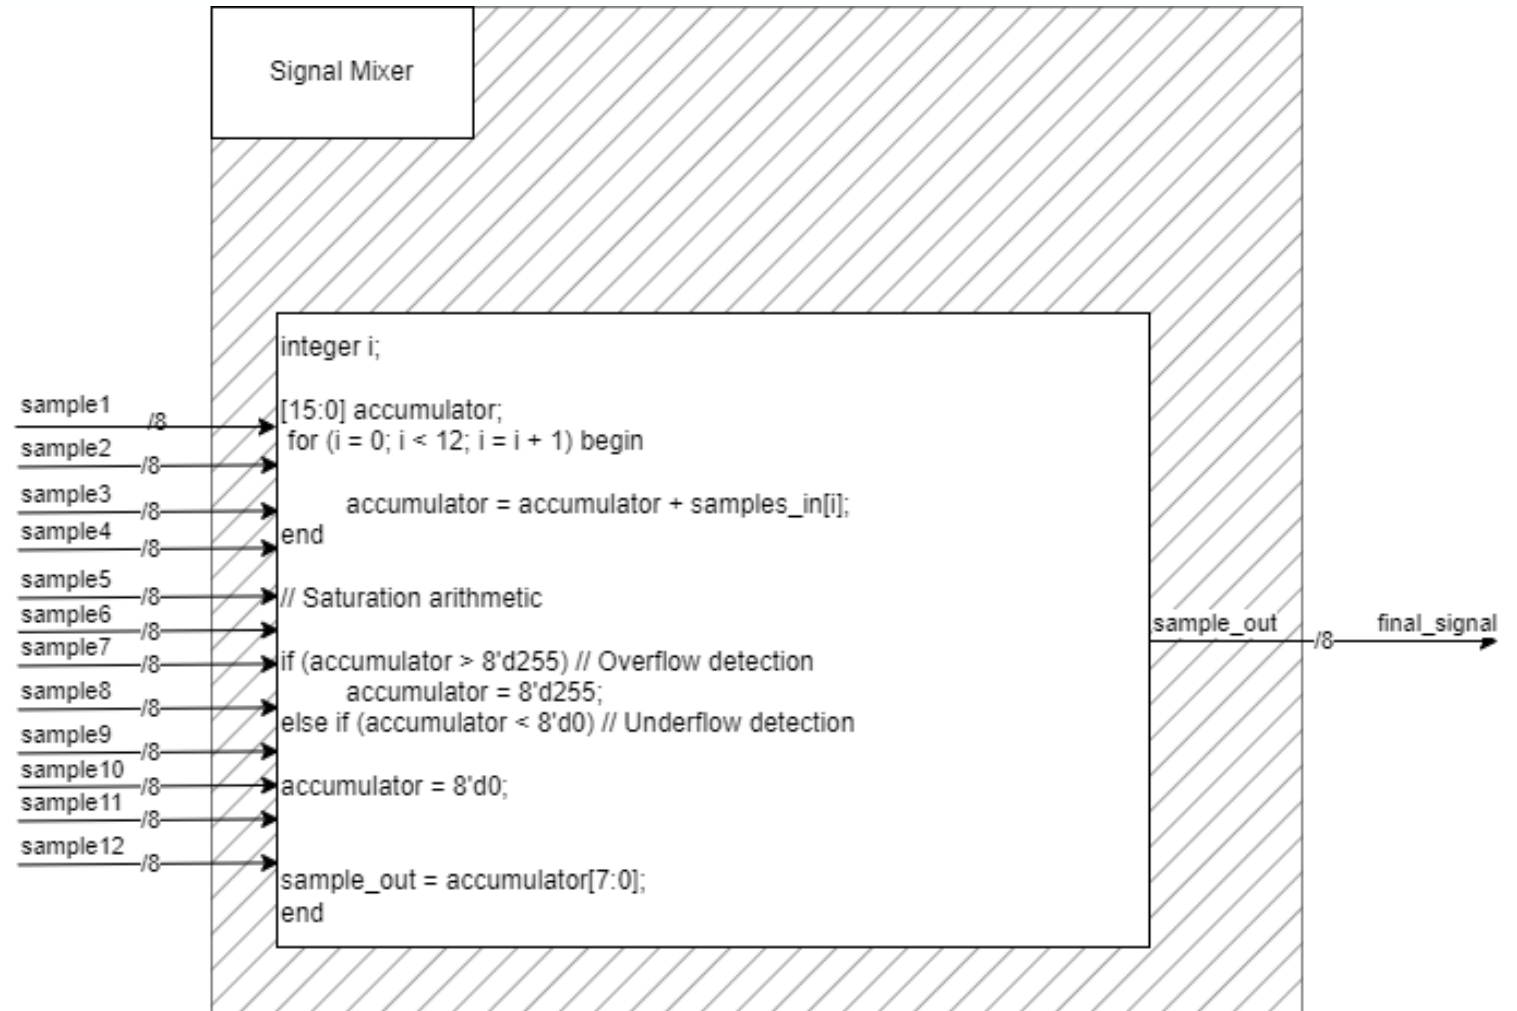 Signal Mixer
integer i;
[15:0] accumulator;
for (i = 0; i < 12; i = i + 1) begin
accumulator = accumulator + samples_in[i];
end
// Saturation arithmetic
if (accumulator > 8'd255) // Overflow detection
accumulator = 8'd255;
else if (accumulator < 8'd0) // Underflow detection
accumulator = 8'd0;
sample_out = accumulator[7:0];
end
sample1
/8
sample2
/8
sample3
/8
sample4
/8
sample5
/8
sample6
/8
sample7
/8
sample8
/8
sample9
/8
sample10
/8
sample11
/8
sample12
/8
sample_out
/8
final_signal